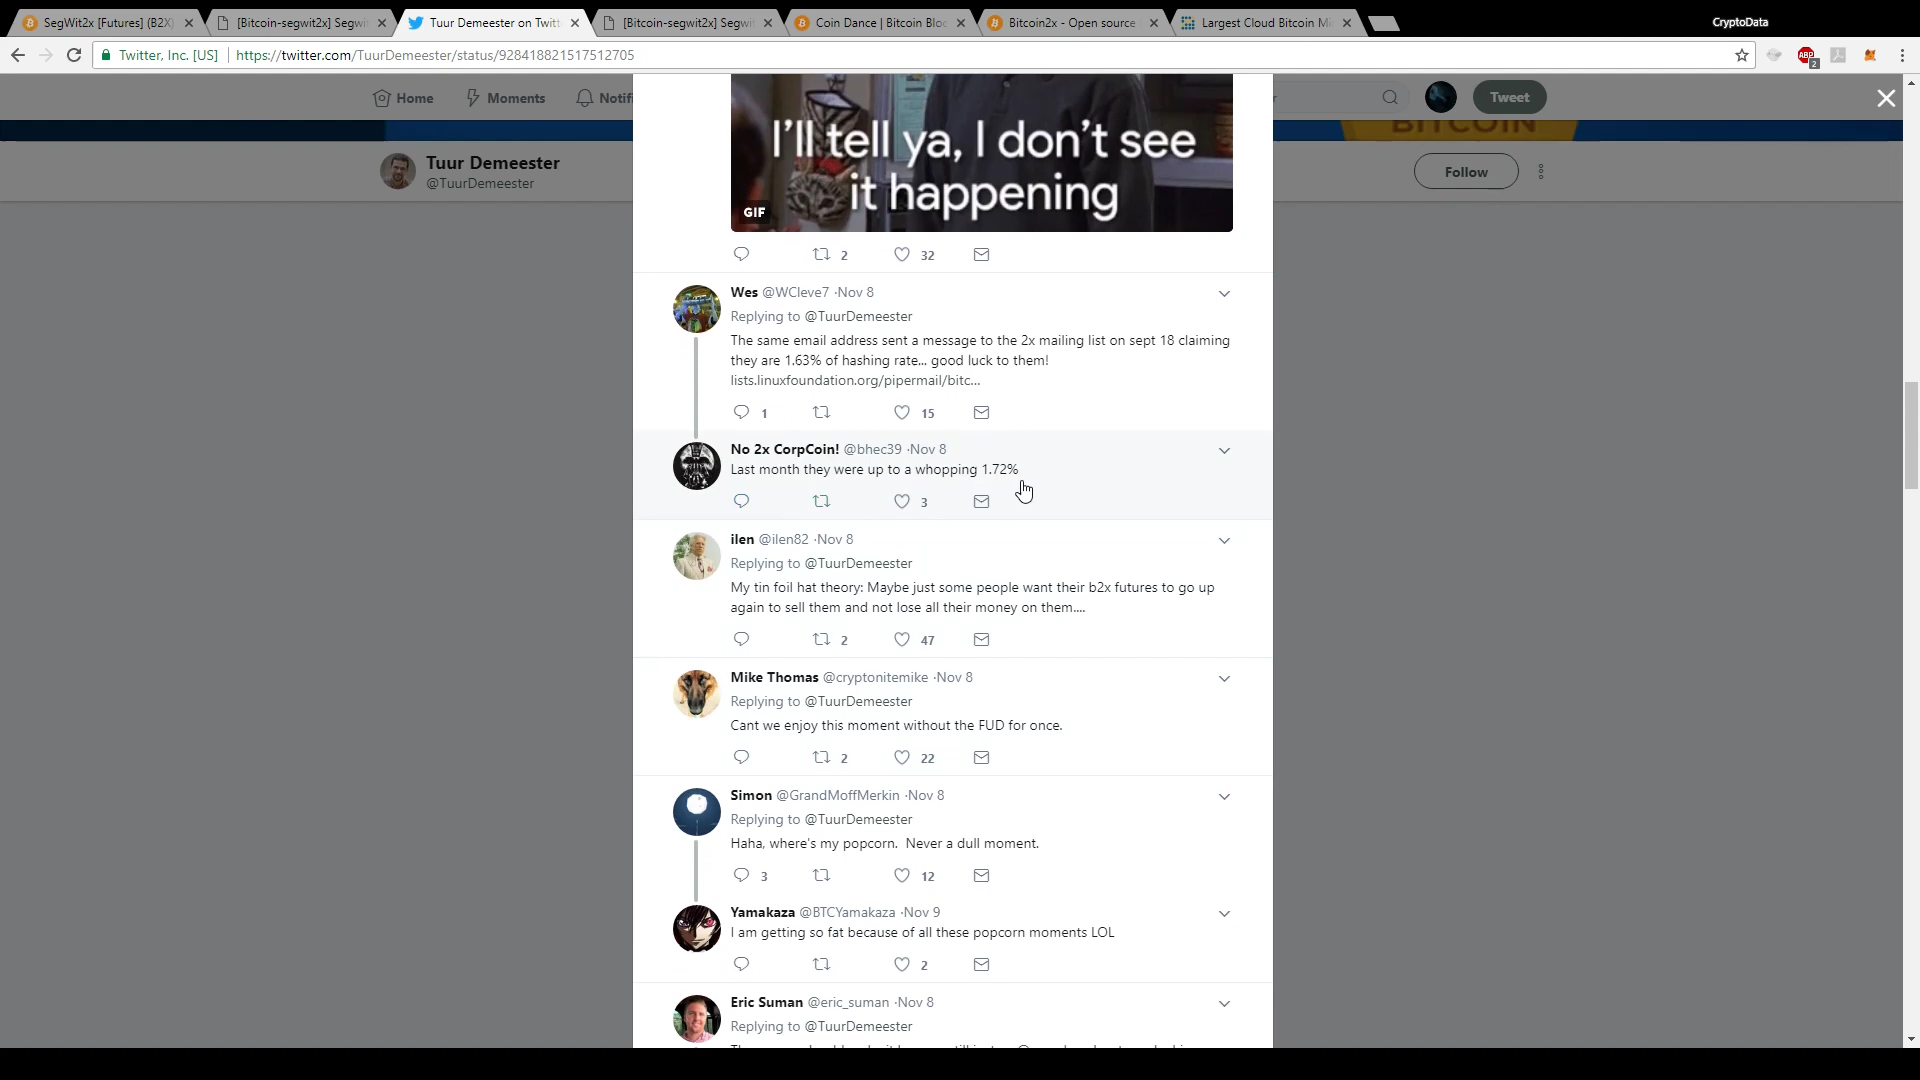 SegWit2x [Futures] (B2X)
[Bitcoin-segwit2x] Segwi
Tuur Demeester on Twitt
[Bitcoin-segwit2x] Segwi
Coin Dance | Bitcoin Bloc
Bitcoin2x - Open source
Largest Cloud Bitcoin Mi
CryptoData
Twitter, Inc. [US]
https://twitter.com/TuurDemeester/status/928418821517512705
ABP
2
Home
Moments
Notifi
Tweet
BITCOIN
Tuur Demeester
@TuurDemeester
Follow
I'll tell ya, I don't see
it happening
GIF
2
32
Wes @WCleve7 · Nov 8
Replying to @TuurDemeester
The same email address sent a message to the 2x mailing list on sept 18 claiming
they are 1.63% of hashing rate... good luck to them!
lists.linuxfoundation.org/pipermail/bitc...
1
15
No 2x CorpCoin! @bhec39 · Nov 8
Last month they were up to a whopping 1.72%
3
ilen @ilen82 · Nov 8
Replying to @TuurDemeester
My tin foil hat theory: Maybe just some people want their b2x futures to go up
again to sell them and not lose all their money on them....
2
47
Mike Thomas @cryptonitemike · Nov 8
Replying to @TuurDemeester
Cant we enjoy this moment without the FUD for once.
2
22
Simon @GrandMoffMerkin · Nov 8
Replying to @TuurDemeester
Haha, where's my popcorn. Never a dull moment.
3
12
Yamakaza @BTCYamakaza · Nov 9
I am getting so fat because of all these popcorn moments LOL
2
Eric Suman @eric_suman · Nov 8
Replying to @TuurDemeester